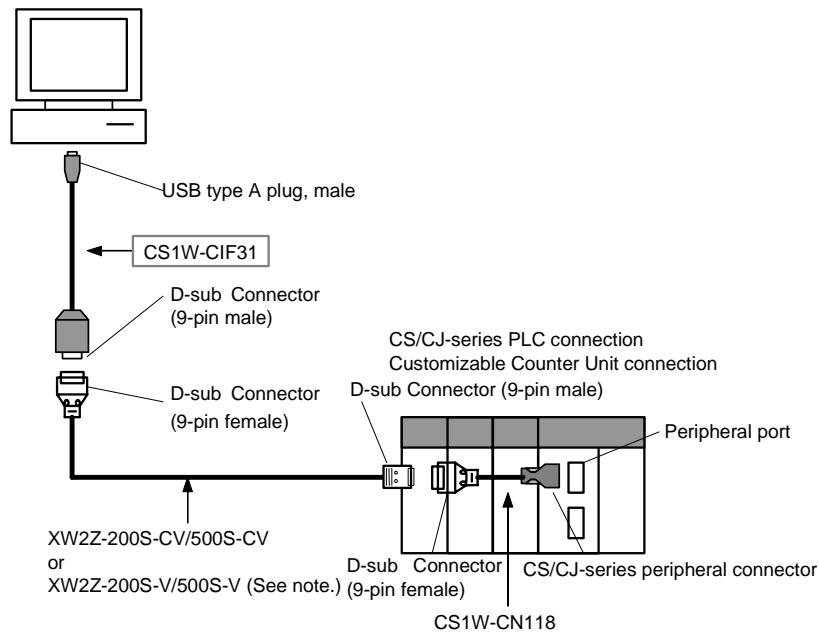 USB type A plug, male
CS1W-CIF31
D-sub Connector
(9-pin male)
CS/CJ-series PLC connection
Customizable Counter Unit connection
D-sub Connector (9-pin male)
D-sub Connector
(9-pin female)
Peripheral port
XW2Z-200S-CV/500S-CV
or
XW2Z-200S-V/500S-V (See note.)
D-sub Connector
(9-pin female)
CS/CJ-series peripheral connector
CS1W-CN118